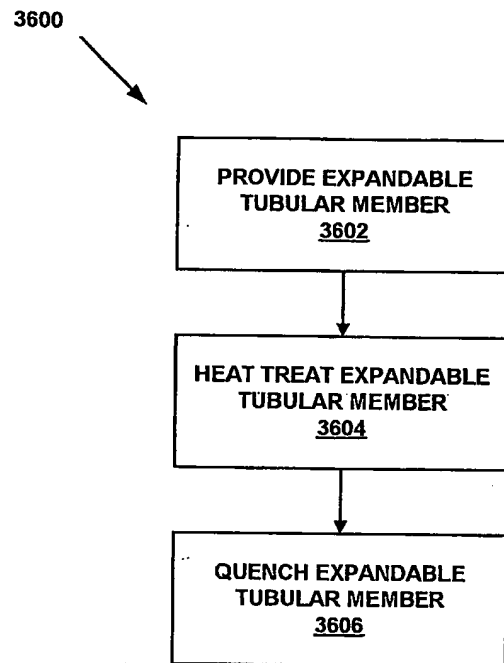 3600
PROVIDE EXPANDABLE
TUBULAR MEMBER
3602
HEAT TREAT EXPANDABLE
TUBULAR MEMBER
3604
QUENCH EXPANDABLE
TUBULAR MEMBER
3606